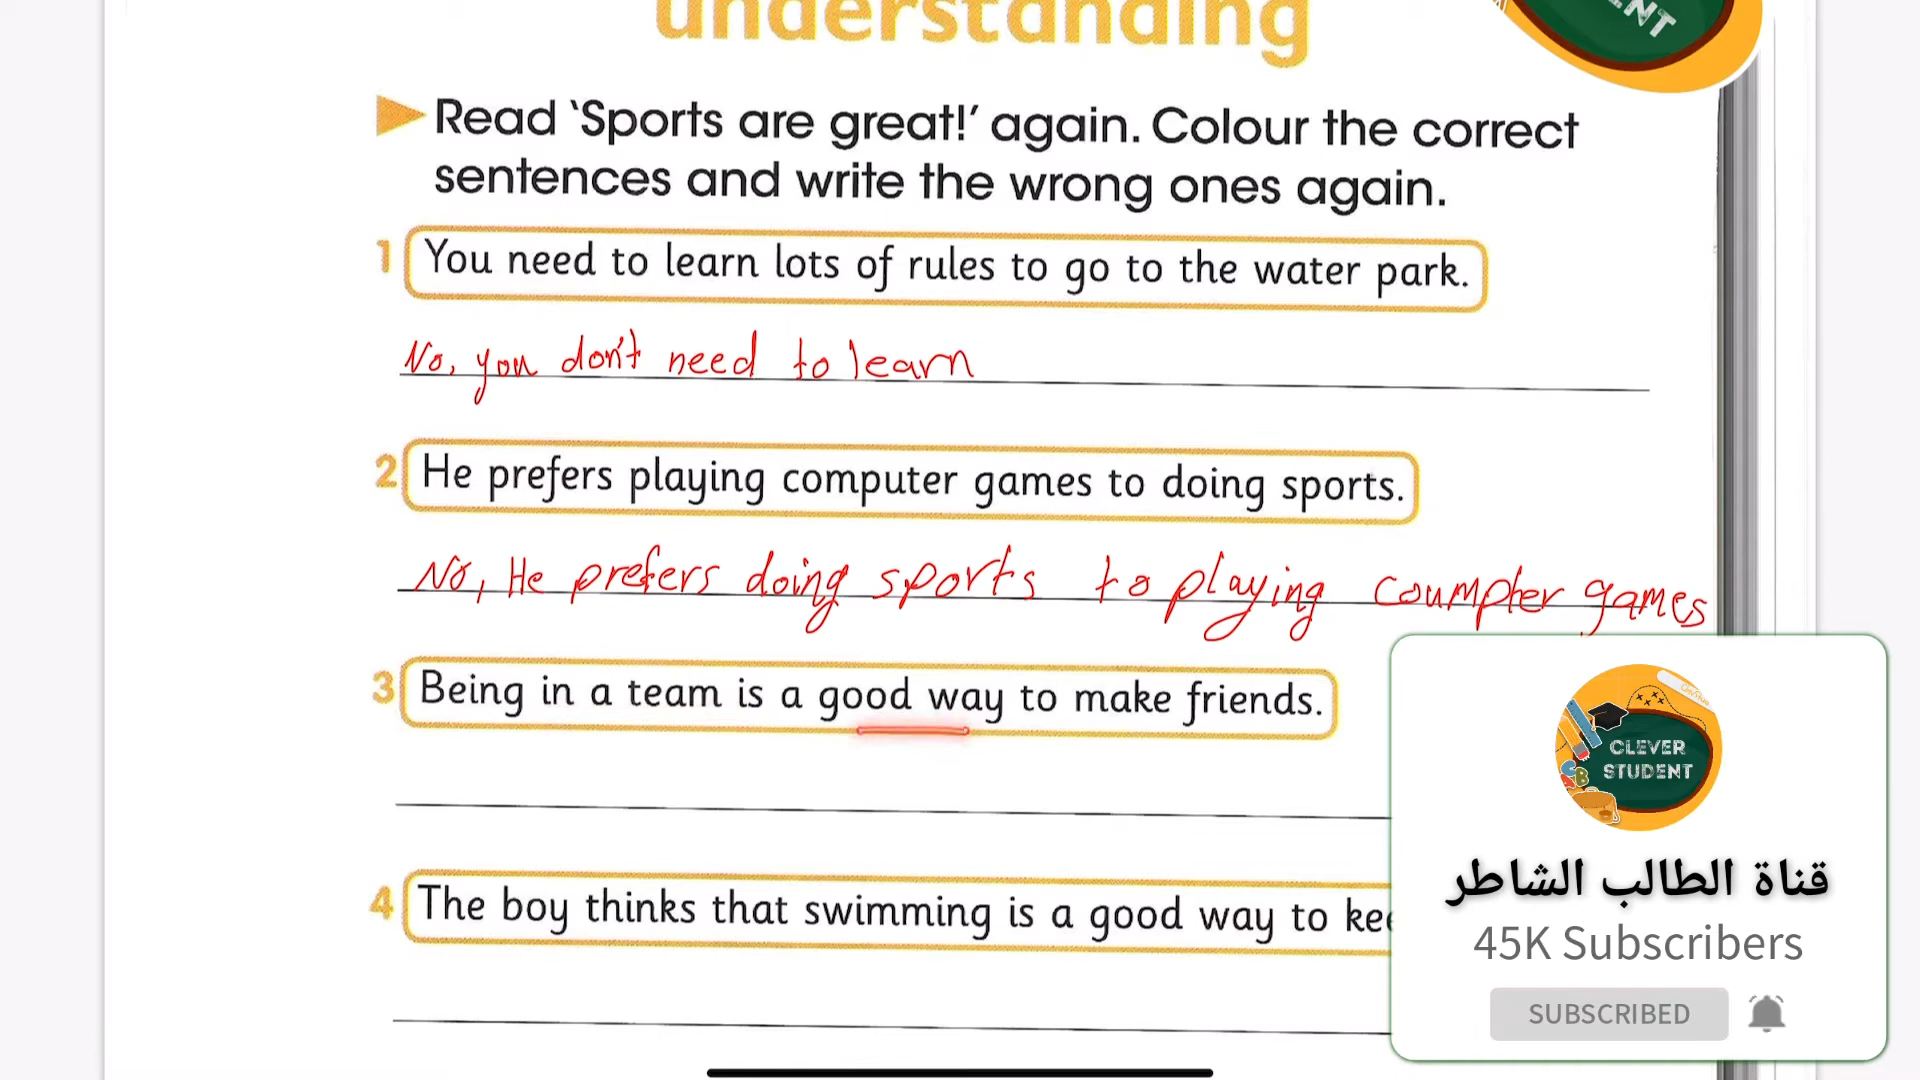 understanding
ENT
Read ‘Sports are great!’ again. Colour the correct
sentences and write the wrong ones again.
1 You need to learn lots of rules to go to the water park.
No, you don't need to learn
2 He prefers playing computer games to doing sports.
No, He prefers doing sports to playing coumpter games
3 Being in a team is a good way to make friends.
4 The boy thinks that swimming is a good way to kee
CLEVER
STUDENT
قناة الطالب الشاطر
45K Subscribers
SUBSCRIBED